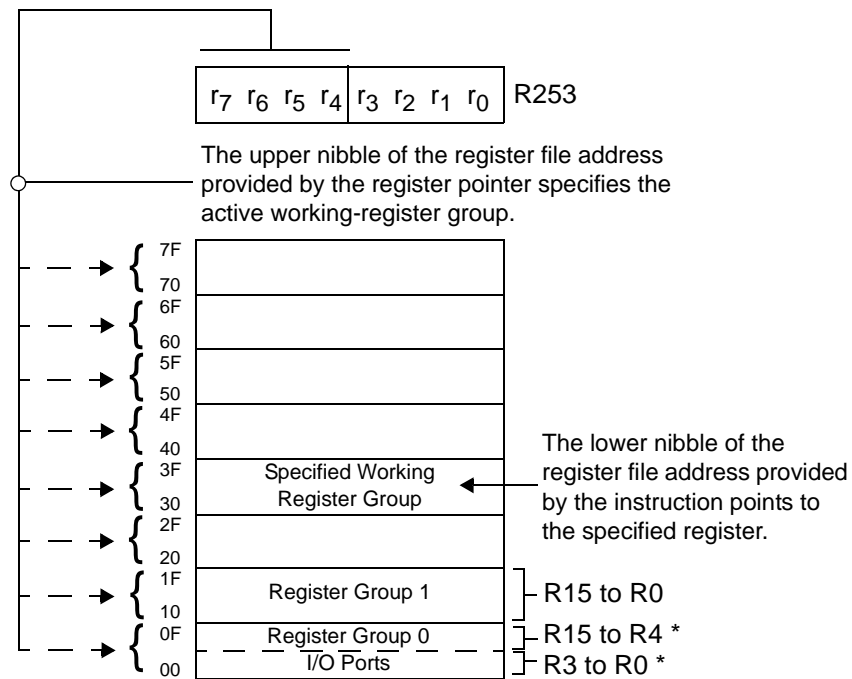 r7 r6 r5 r4 r3 r2 r1 r0 R253
The upper nibble of the register file address
provided by the register pointer specifies the
active working-register group.
7F
70
6F
60
5F
50
4F
40
3F
30
Specified Working
Register Group
The lower nibble of the
register file address provided
by the instruction points to
the specified register.
2F
20
1F
10
Register Group 1
R15 to R0
0F
Register Group 0
R15 to R4 *
00
I/O Ports
R3 to R0 *